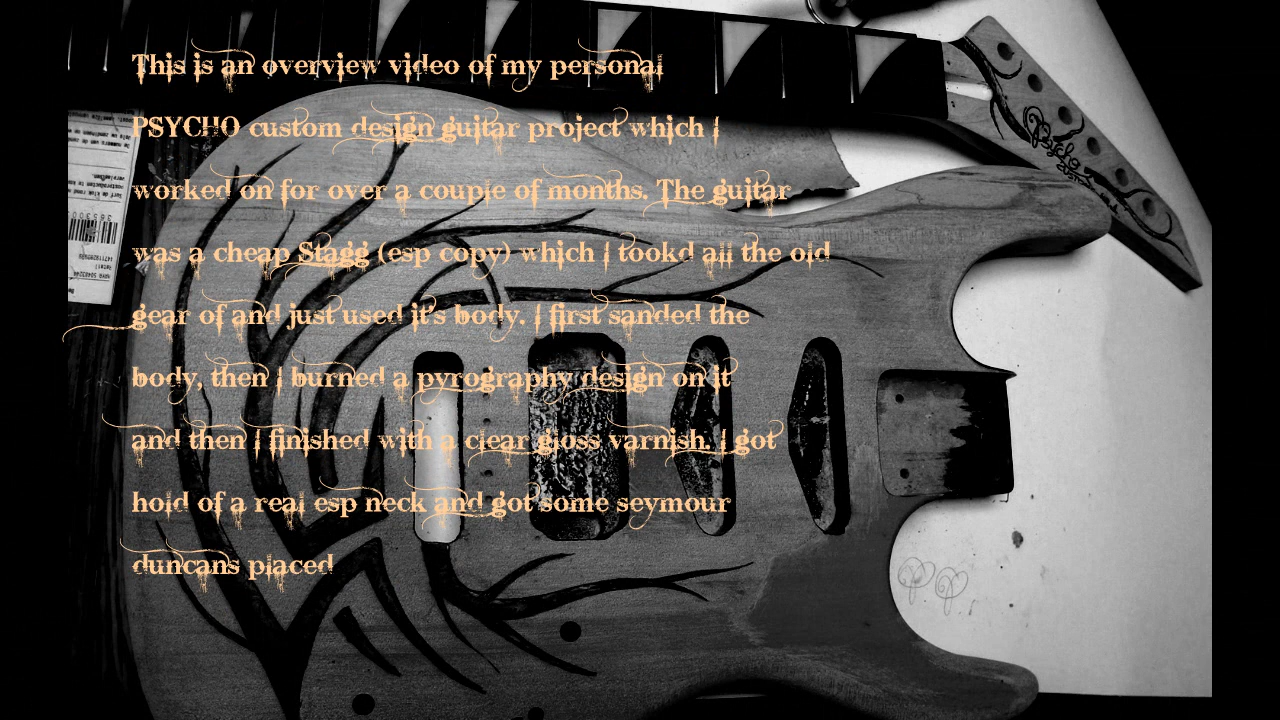 This is an overview video of my personal
PSYCHO custom design guitar project which I
worked on for over a couple of months. The guitar
was a cheap Stagg (esp copy) which I tookd all the old
gear of and just used it's body. I first sanded the
body, then I burned a pyrography design on it
and then I finished with a clear gloss varnish. I got
hold of a real esp neck and got some seymour
duncans placed
Psycho
CUSTOM